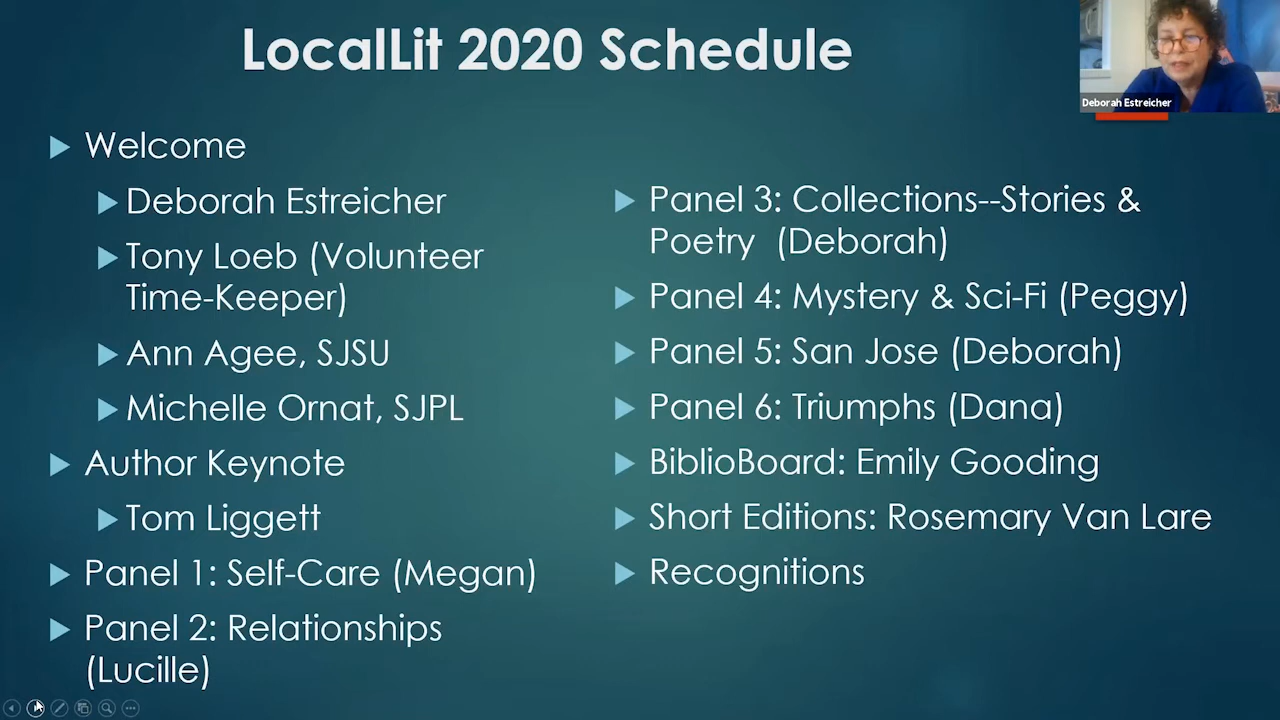 LocalLit 2020 Schedule
Deborah Estreicher
Welcome
Deborah Estreicher
Tony Loeb (Volunteer
Time-Keeper)
Ann Agee, SJSU
Michelle Ornat, SJPL
Author Keynote
Tom Liggett
Panel 1: Self-Care (Megan)
Panel 2: Relationships
(Lucille)
Panel 3: Collections--Stories &
Poetry (Deborah)
Panel 4: Mystery & Sci-Fi (Peggy)
Panel 5: San Jose (Deborah)
Panel 6: Triumphs (Dana)
BiblioBoard: Emily Gooding
Short Editions: Rosemary Van Lare
Recognitions